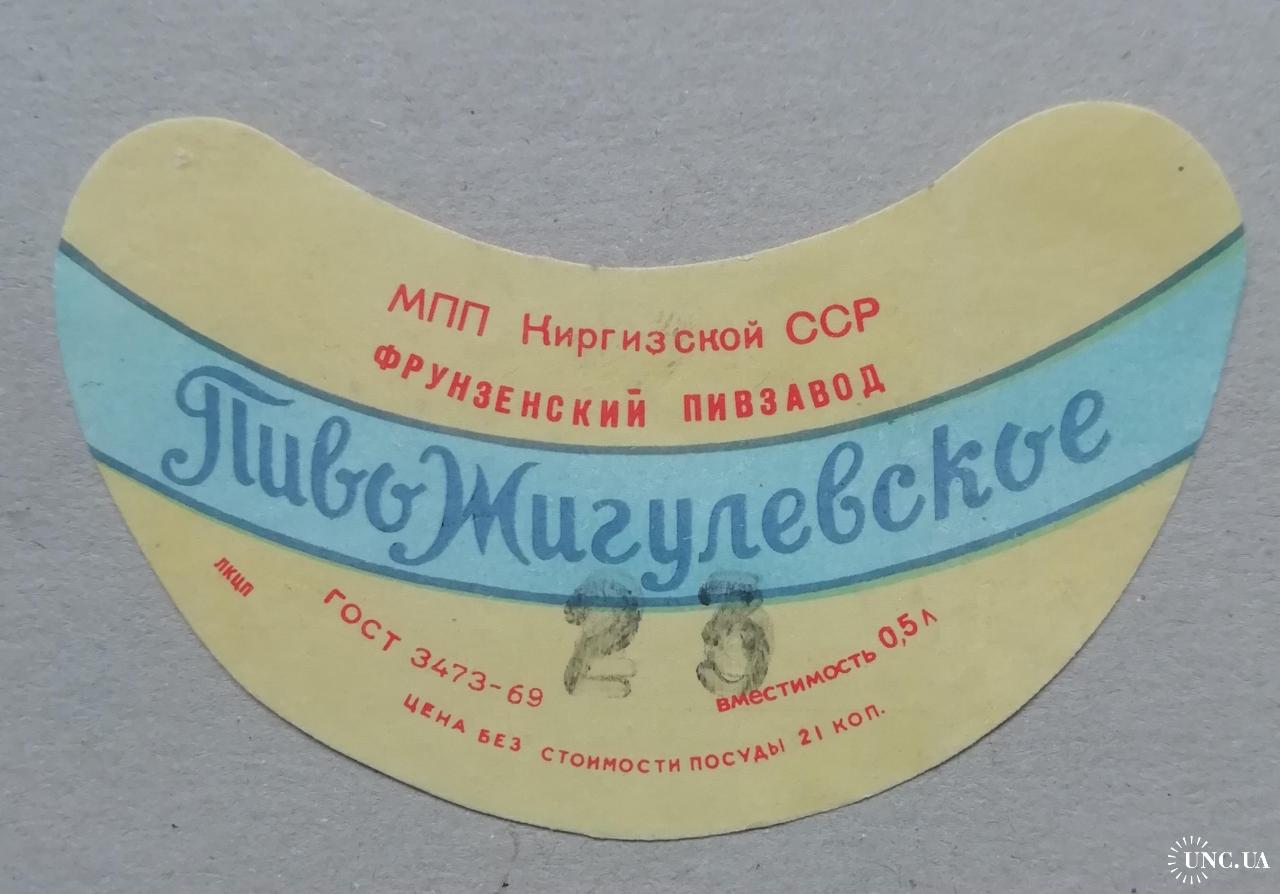 МПП Киргизской ССР
ФРУНЗЕНСКИЙ ПИВЗАВОД
Пиво Жигулевское
23
ЛКЦП
ГОСТ 3473-69
вместимость 0,5 л
ЦЕНА БЕЗ СТОИМОСТИ ПОСУДЫ 21 КОП.
UNC.UA